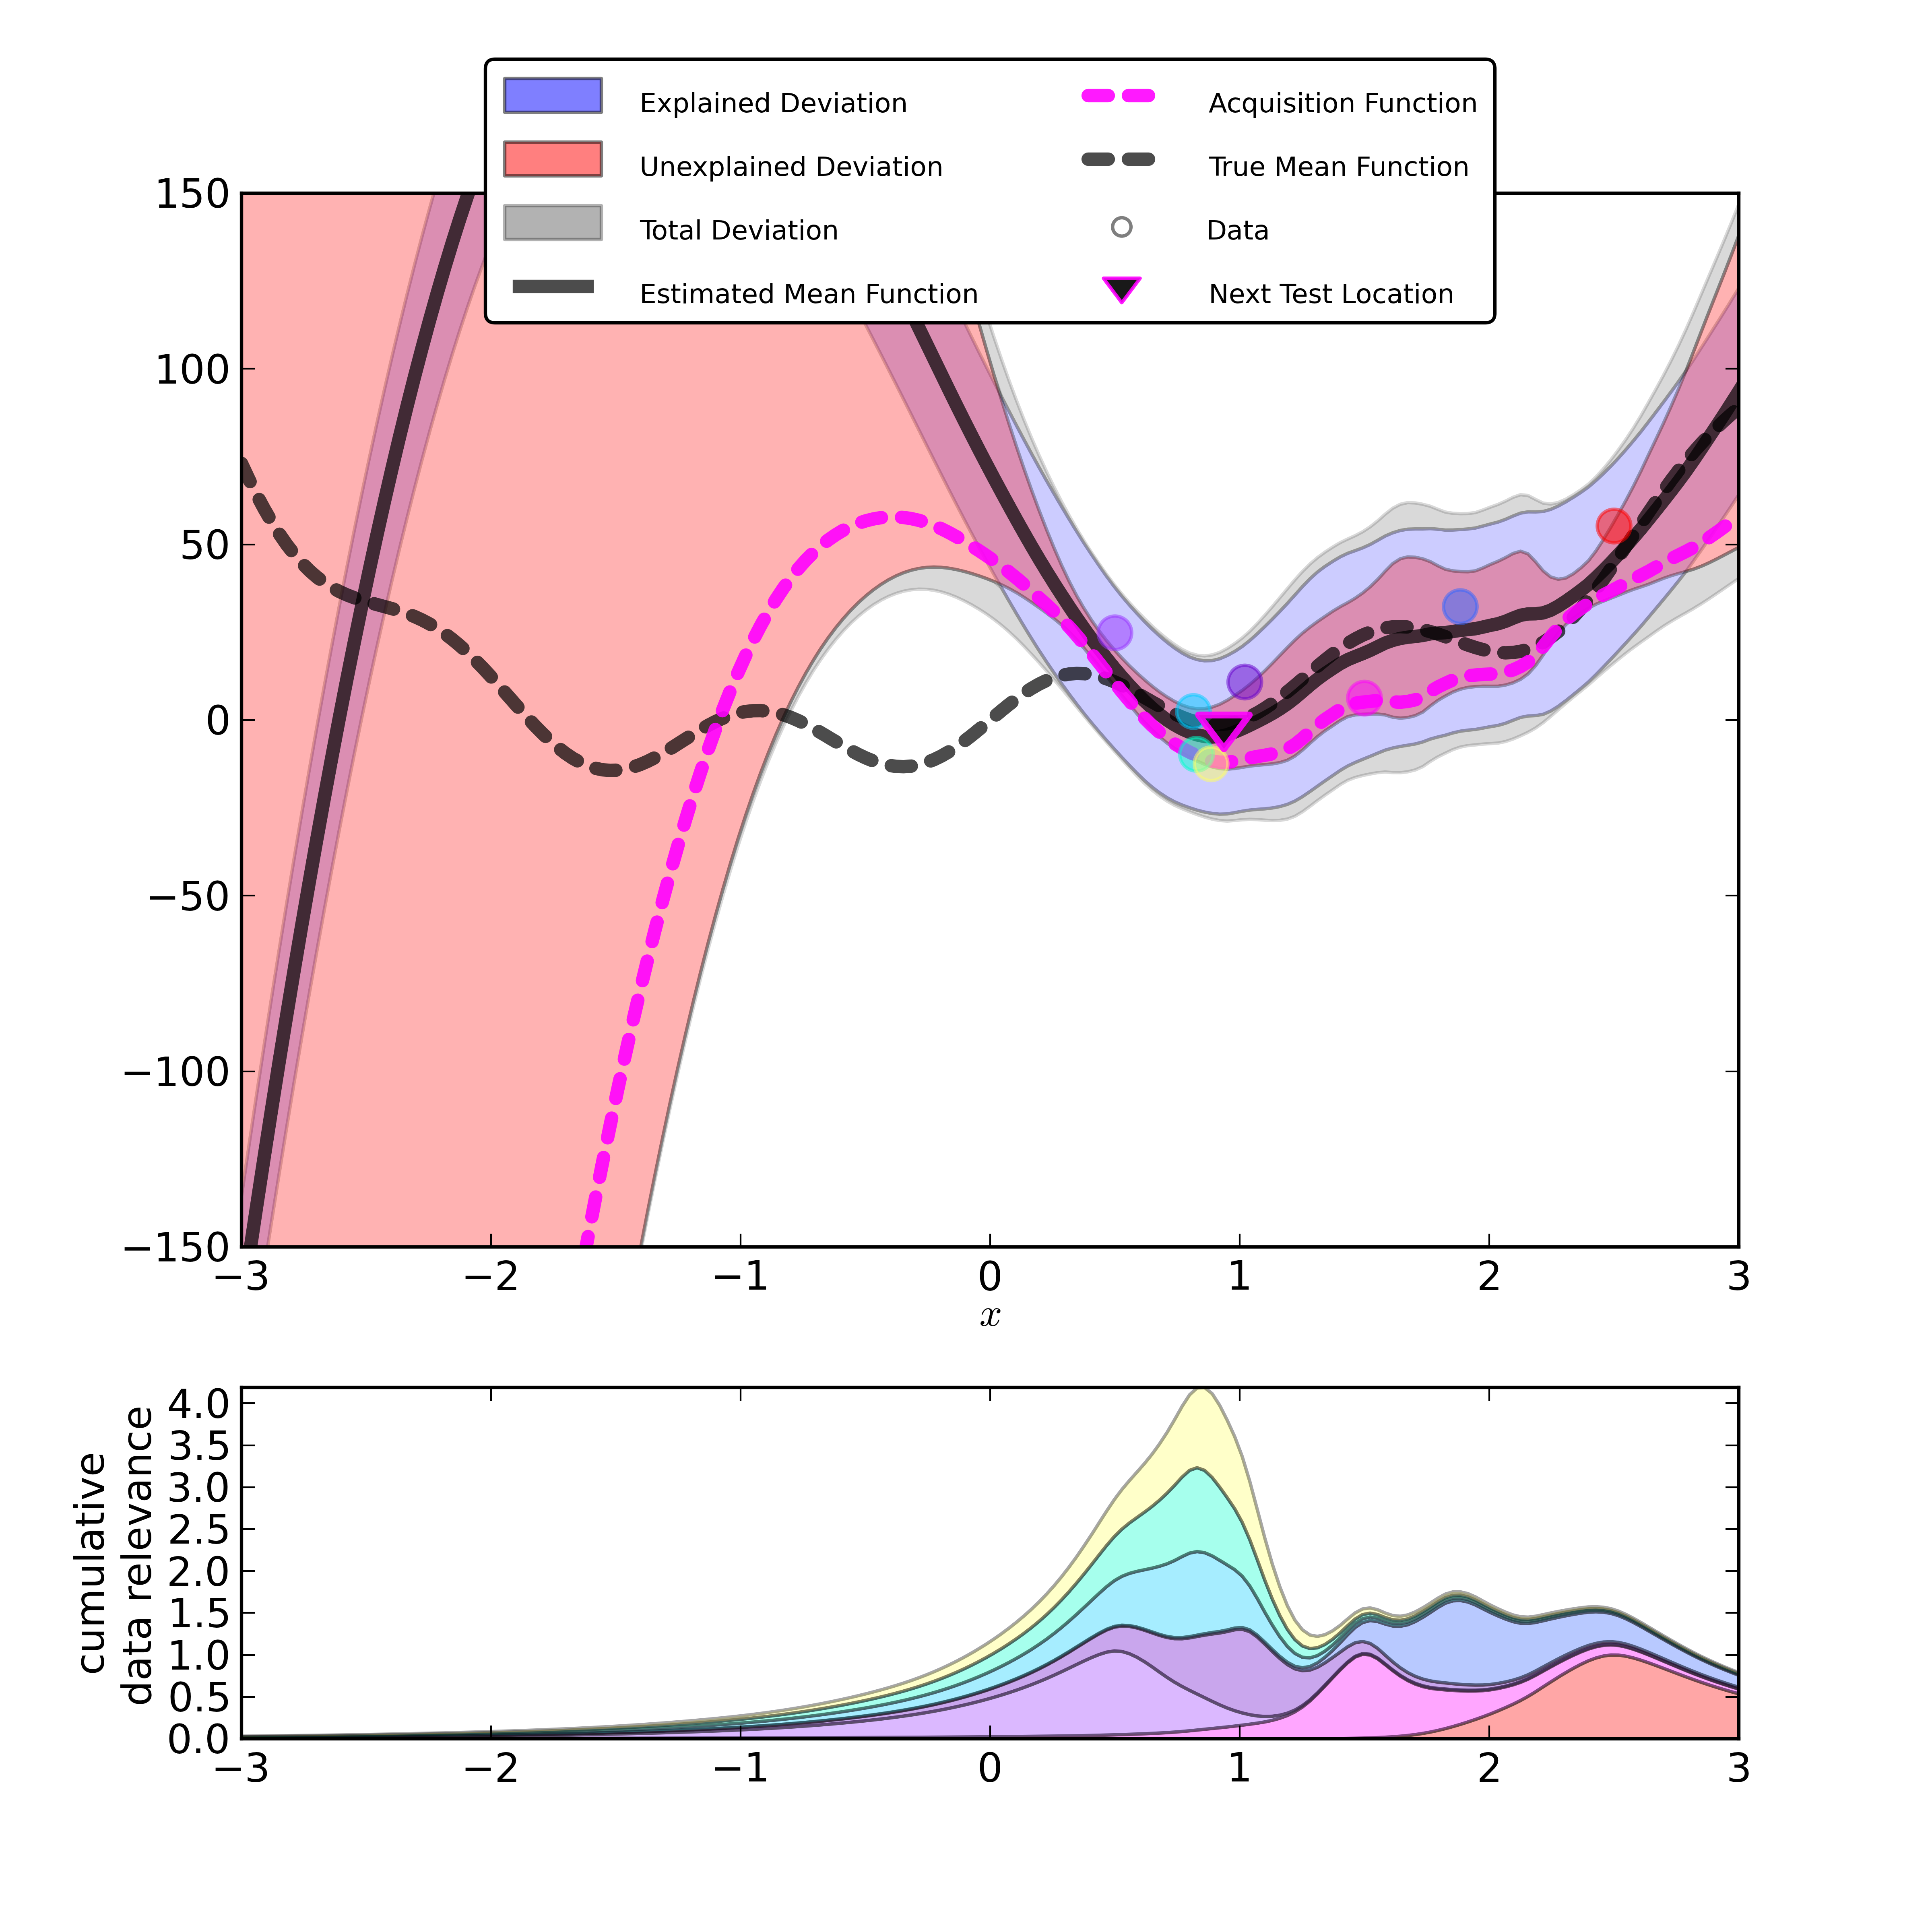 Explained Deviation
Unexplained Deviation
Total Deviation
Estimated Mean Function
Acquisition Function
True Mean Function
Data
Next Test Location
150
100
50
0
−50
−100
−150
−3 −2 −1 0 1 2 3
x
cumulative
data relevance
4.0
3.5
3.0
2.5
2.0
1.5
1.0
0.5
0.0
−3 −2 −1 0 1 2 3